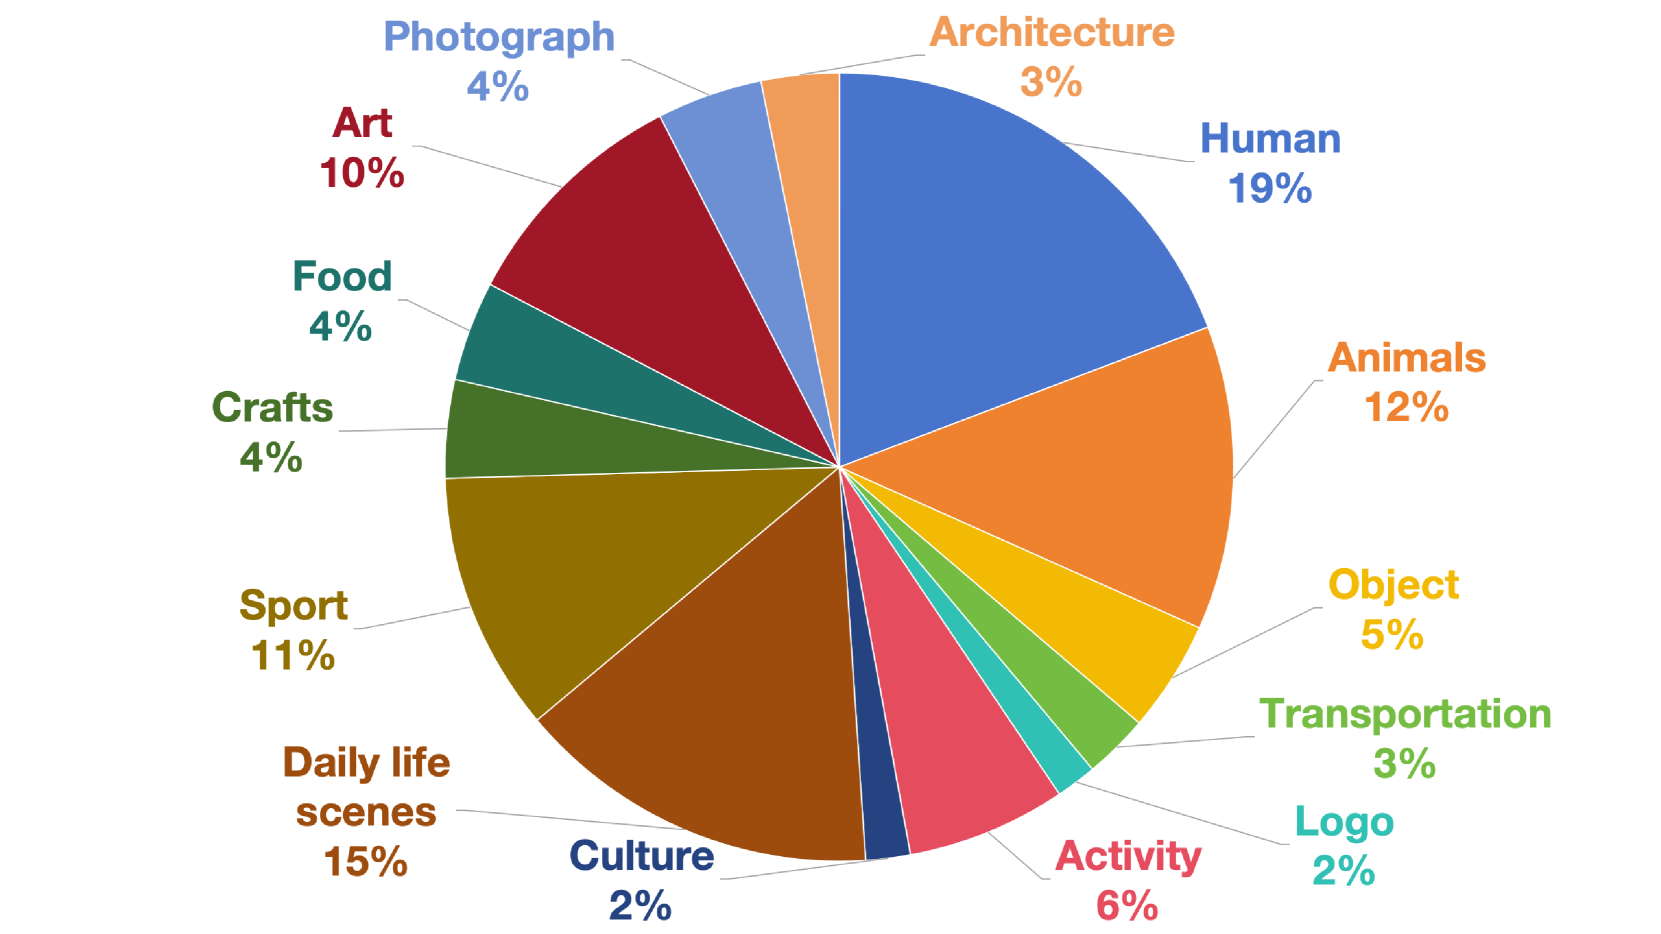 Photograph
4%
Architecture
3%
Art
10%
Human
19%
Food
4%
Animals
12%
Crafts
4%
Object
5%
Sport
11%
Transportation
3%
Daily life
scenes
15%
Logo
2%
Culture
2%
Activity
6%